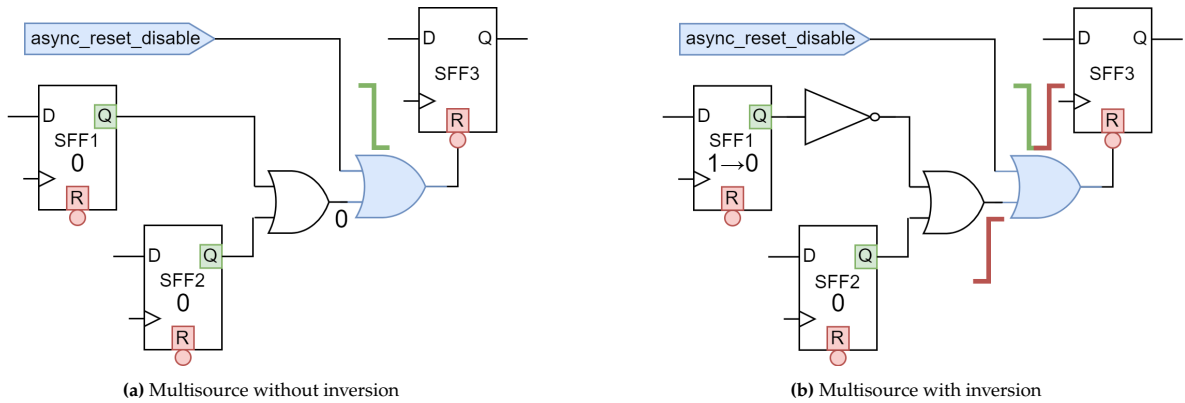 async_reset_disable
D Q
SFF3
R
D Q
SFF1
0
R
0
D Q
SFF2
0
R
(a) Multisource without inversion
async_reset_disable
D Q
SFF3
R
D Q
SFF1
1→0
R
D Q
SFF2
0
R
(b) Multisource with inversion